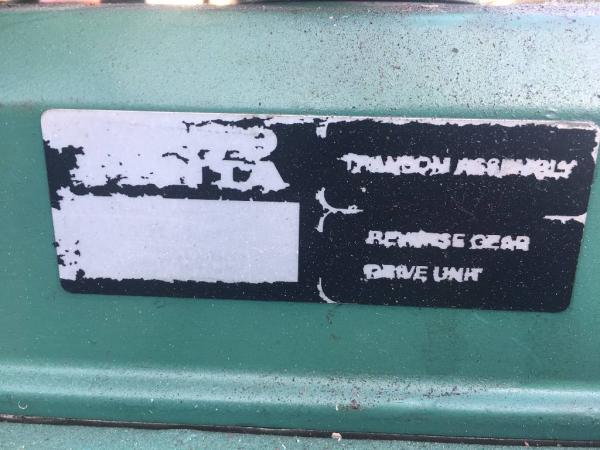 TRANSOM ASSEMBLY
REVERSE GEAR
DRIVE UNIT